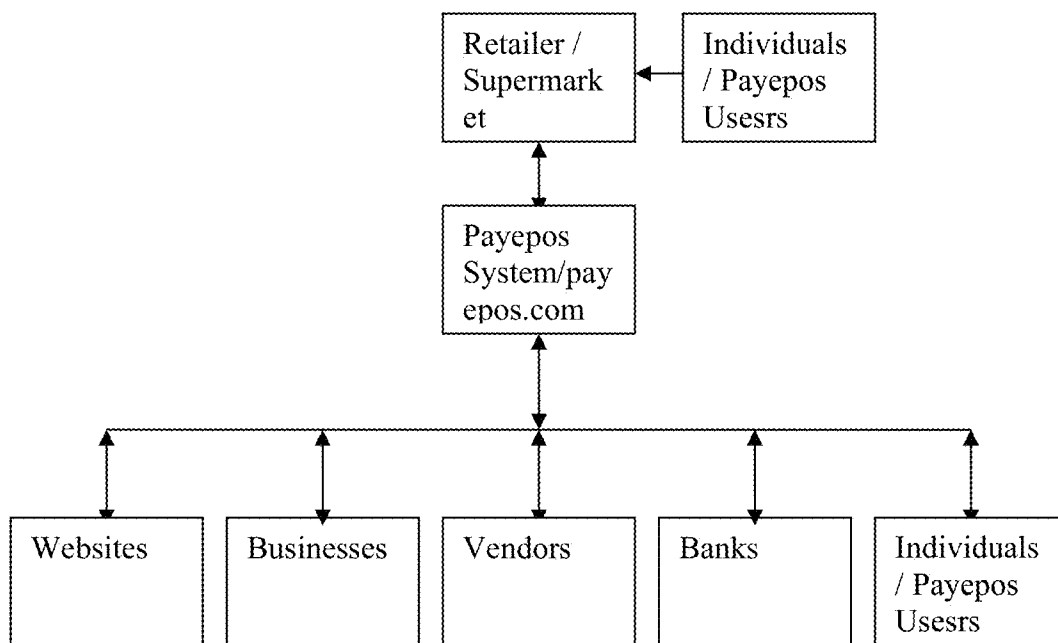 Retailer /
Supermark
et
Individuals
/ Payepos
Usesrs
Payepos
System/pay
epos.com
Websites
Businesses
Vendors
Banks
Individuals
/ Payepos
Usesrs